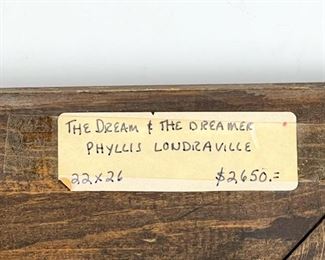 THE DREAM & THE DREAMER
PHYLLIS LONDRAVILLE
22x26 $2650.=